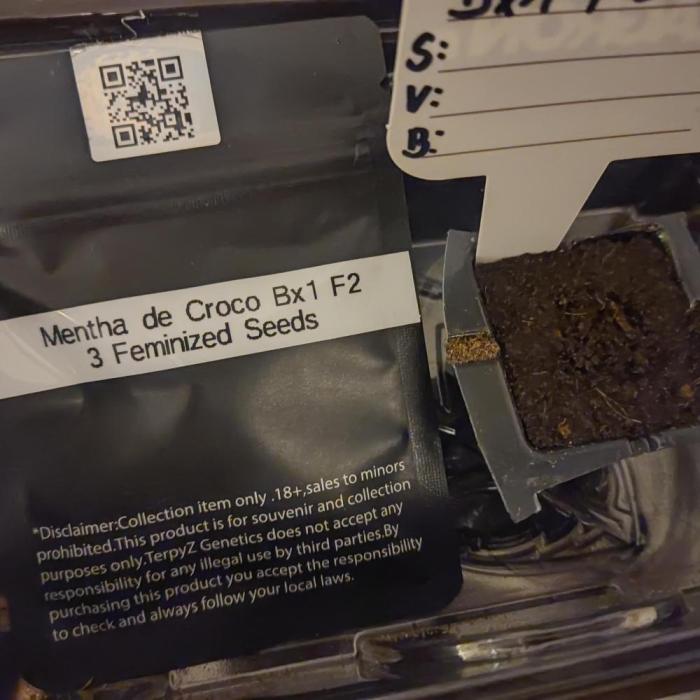 Mentha de Croco Bx1 F2
3 Feminized Seeds
*Disclaimer:Collection item only .18+,sales to minors
prohibited.This product is for souvenir and collection
purposes only.TerpyZ Genetics does not accept any
responsibility for any illegal use by third parties.By
purchasing this product you accept the responsibility
to check and always follow your local laws.
S:
V:
B: